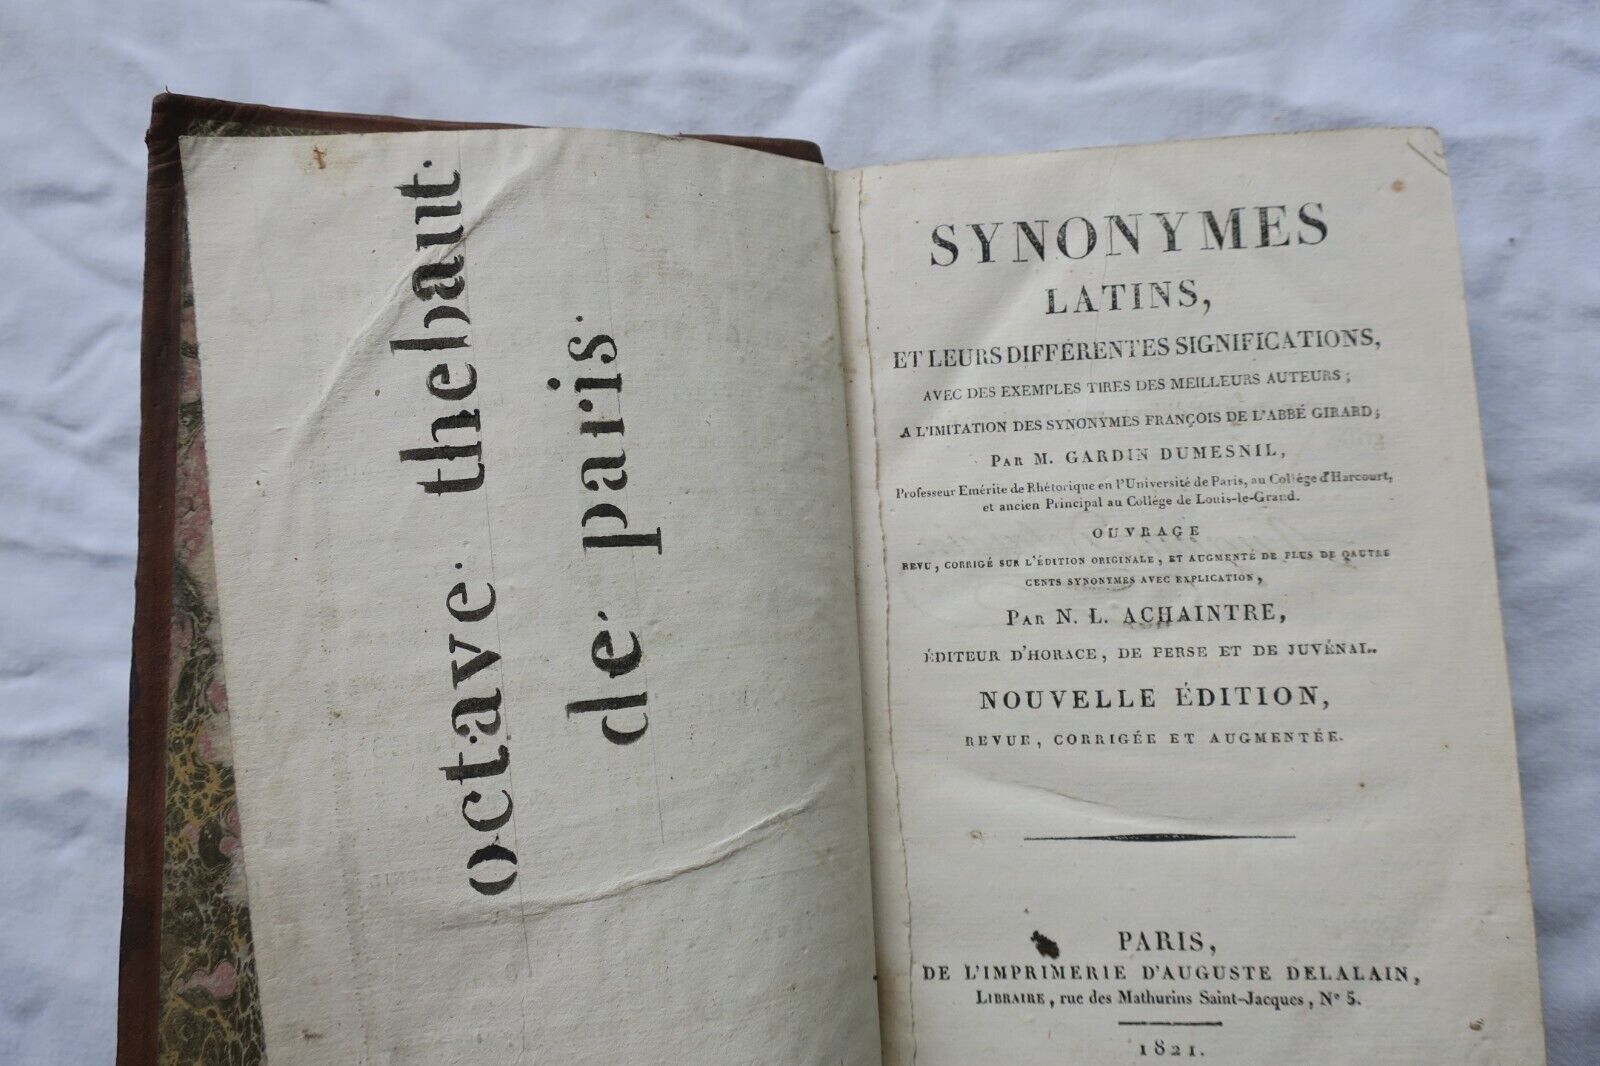 octave. thebaut.
de. paris.
SYNONYMES
LATINS,
ET LEURS DIFFÉRENTES SIGNIFICATIONS,
AVEC DES EXEMPLES TIRES DES MEILLEURS AUTEURS;
A L'IMITATION DES SYNONYMES FRANÇOIS DE L'ABBÉ GIRARD;
PAR M. GARDIN DUMESNIL,
Professeur Emérite de Rhétorique en l'Université de Paris, au Collége d'Harcourt,
et ancien Principal au Collége de Louis-le-Grand.
OUVRAGE
REVU, CORRIGÉ SUR L'ÉDITION ORIGINALE, ET AUGMENTÉ DE PLUS DE QAUTRE
CENTS SYNONYMES AVEC EXPLICATION,
PAR N. L. ACHAINTRE,
ÉDITEUR D'HORACE, DE PERSE ET DE JUVÉNAL.
NOUVELLE ÉDITION,
REVUE, CORRIGÉE ET AUGMENTÉE.
PARIS,
DE L'IMPRIMERIE D'AUGUSTE DELALAIN,
LIBRAIRE, rue des Mathurins Saint-Jacques, N° 5.
1821.